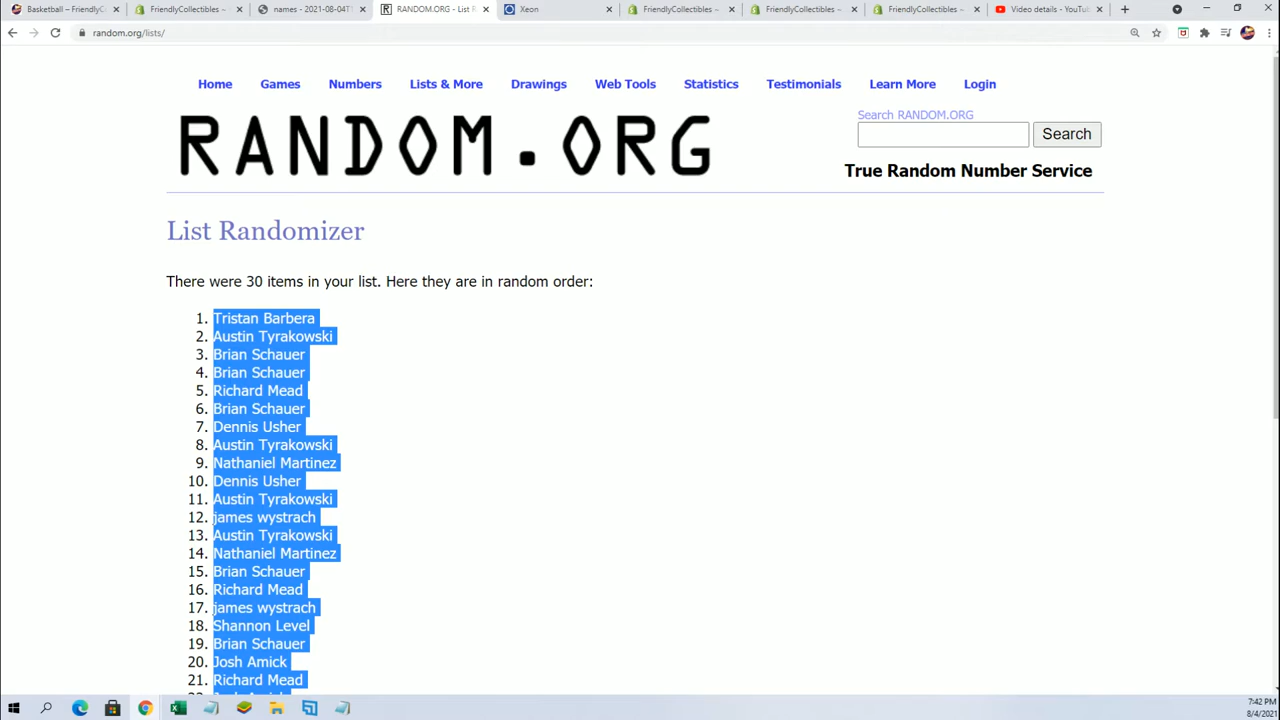 Basketball – FriendlyC
FriendlyCollectibles ~
names - 2021-08-04T1
RANDOM.ORG - List R
Xeon
FriendlyCollectibles ~
FriendlyCollectibles ~
FriendlyCollectibles ~
Video details - YouTu
random.org/lists/
Home
Games
Numbers
Lists & More
Drawings
Web Tools
Statistics
Testimonials
Learn More
Login
RANDOM.ORG
Search RANDOM.ORG
Search
True Random Number Service
List Randomizer
There were 30 items in your list. Here they are in random order:
1. Tristan Barbera
2. Austin Tyrakowski
3. Brian Schauer
4. Brian Schauer
5. Richard Mead
6. Brian Schauer
7. Dennis Usher
8. Austin Tyrakowski
9. Nathaniel Martinez
10. Dennis Usher
11. Austin Tyrakowski
12. james wystrach
13. Austin Tyrakowski
14. Nathaniel Martinez
15. Brian Schauer
16. Richard Mead
17. james wystrach
18. Shannon Level
19. Brian Schauer
20. Josh Amick
21. Richard Mead
7:42 PM
8/4/2021